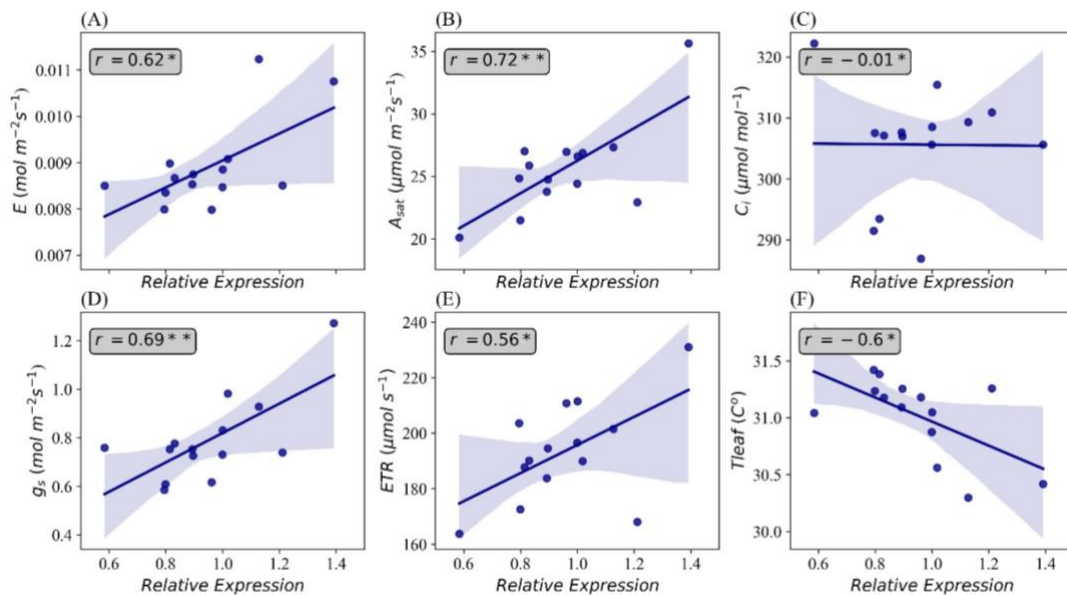 (A)
r = 0.62 *
E (mol m⁻²s⁻¹)
0.011
0.010
0.009
0.008
0.007
Relative Expression
(B)
r = 0.72 * *
A_sat (μmol m⁻²s⁻¹)
35
30
25
20
Relative Expression
(C)
r = −0.01 *
C_i (μmol mol⁻¹)
320
310
300
290
Relative Expression
(D)
r = 0.69 * *
g_s (mol m⁻²s⁻¹)
1.2
1.0
0.8
0.6
0.4
0.6 0.8 1.0 1.2 1.4
Relative Expression
(E)
r = 0.56 *
ETR (μmol s⁻¹)
240
220
200
180
160
0.6 0.8 1.0 1.2 1.4
Relative Expression
(F)
r = −0.6 *
Tleaf (C°)
31.5
31.0
30.5
30.0
0.6 0.8 1.0 1.2 1.4
Relative Expression